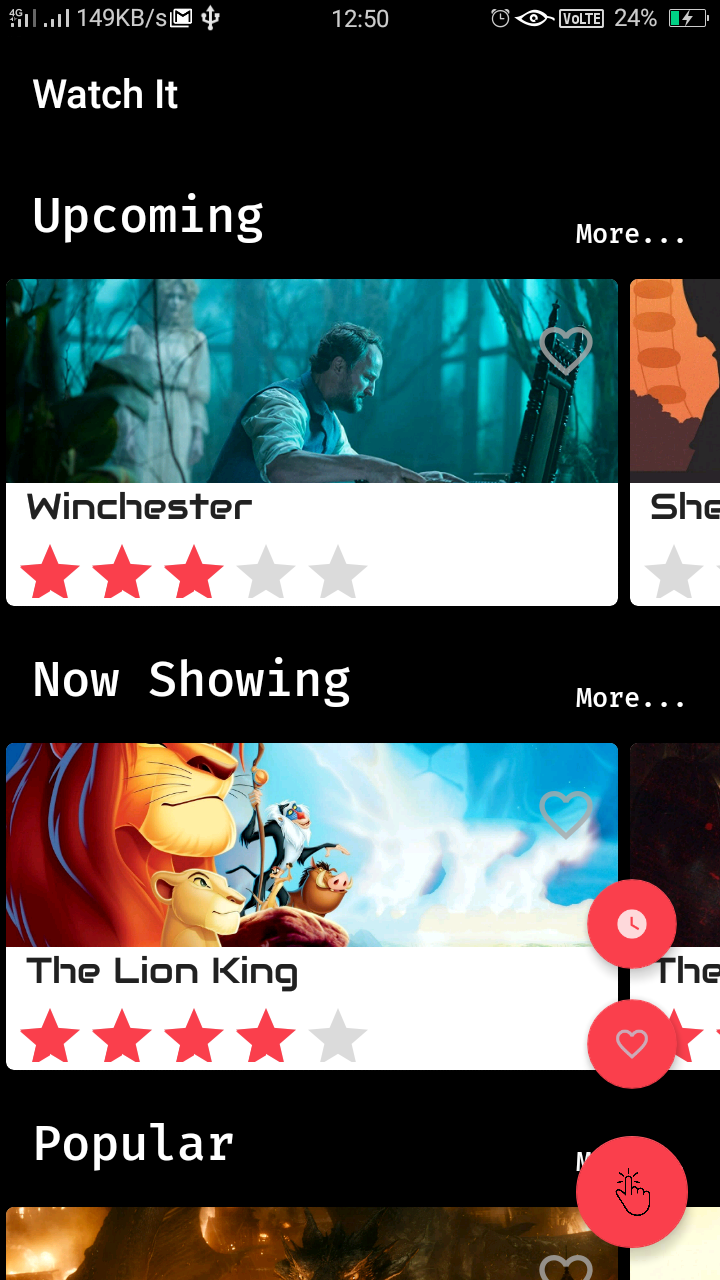 4G 149KB/s 12:50 VoLTE 24%
Watch It
Upcoming
More...
Winchester
She
Now Showing
More...
The Lion King
The
Popular